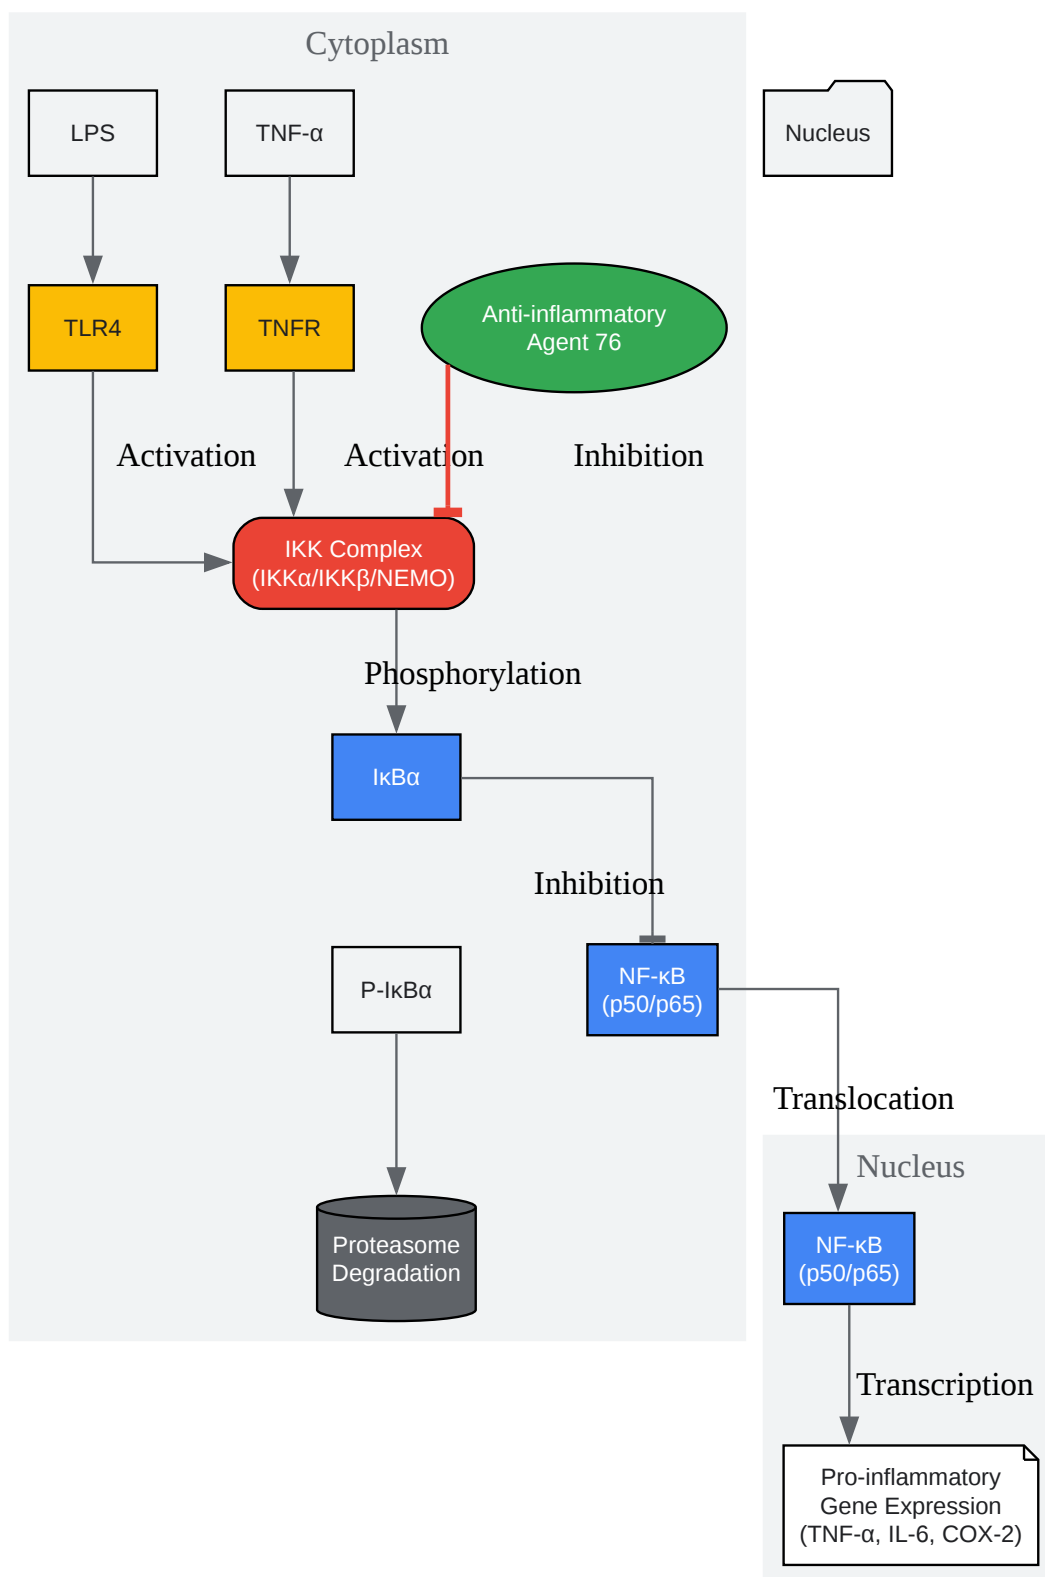 Cytoplasm
LPS
TNF-α
Nucleus
TLR4
TNFR
Anti-inflammatory
Agent 76
Activation
Activation
Inhibition
IKK Complex
(IKKα/IKKβ/NEMO)
Phosphorylation
IκBα
Inhibition
P-IκBα
NF-κB
(p50/p65)
Translocation
Nucleus
Proteasome
Degradation
NF-κB
(p50/p65)
Transcription
Pro-inflammatory
Gene Expression
(TNF-α, IL-6, COX-2)